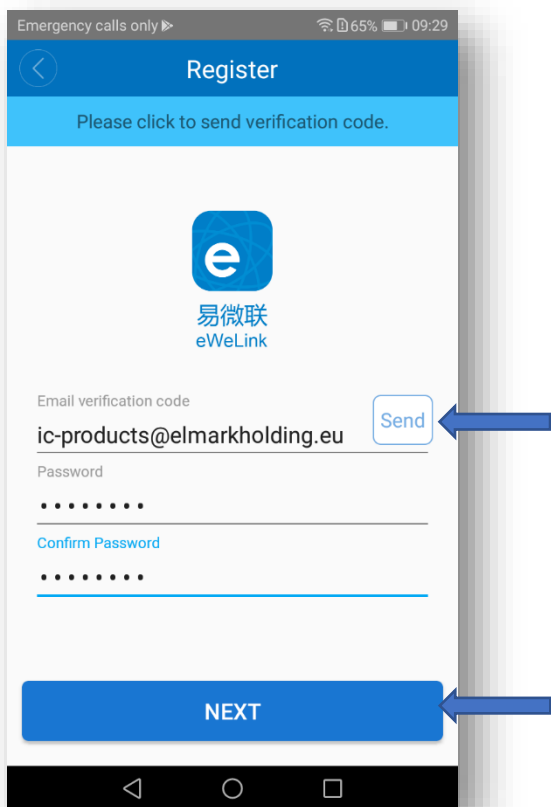 Emergency calls only 65% 09:29
Register
Please click to send verification code.
e
易微联
eWeLink
Email verification code
ic-products@elmarkholding.eu Send
Password
Confirm Password
NEXT